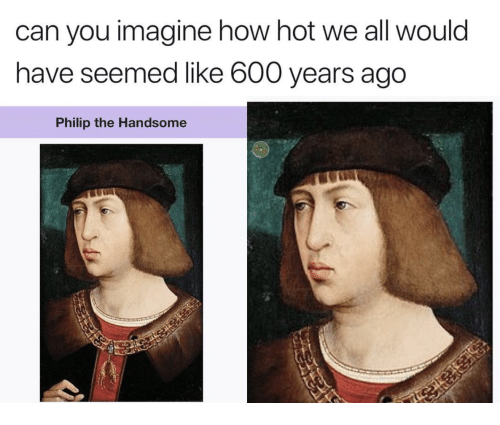 can you imagine how hot we all would
have seemed like 600 years ago
Philip the Handsome